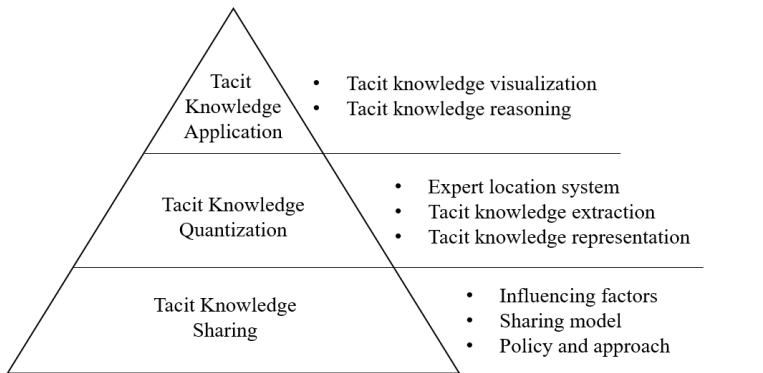 Tacit
Knowledge
Application
• Tacit knowledge visualization
• Tacit knowledge reasoning
Tacit Knowledge
Quantization
• Expert location system
• Tacit knowledge extraction
• Tacit knowledge representation
Tacit Knowledge
Sharing
• Influencing factors
• Sharing model
• Policy and approach